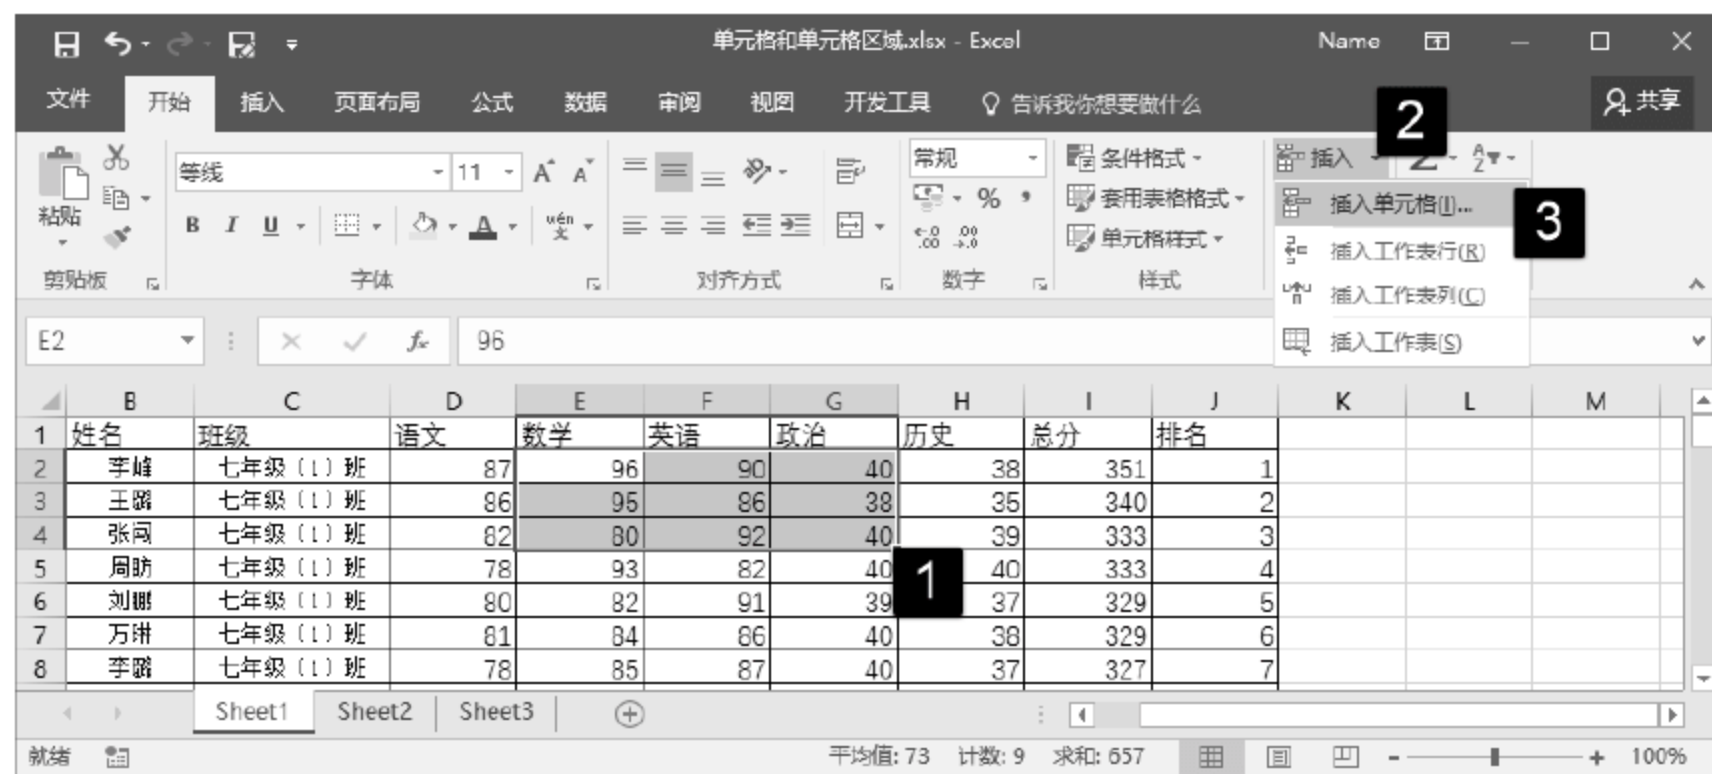 单元格和单元格区域.xlsx - Excel Name
文件 开始 插入 页面布局 公式 数据 审阅 视图 开发工具 告诉我你想要做什么 共享
2
粘贴 等线 11 A A 常规 条件格式 插入
% 套用表格格式 插入单元格(I)... 3
B I U A wén 文 .00 .0 单元格样式 插入工作表行(R)
剪贴板 字体 对齐方式 数字 样式 插入工作表列(C)
E2 fx 96 插入工作表(S)
B C D E F G H I J K L M
1 姓名 班级 语文 数学 英语 政治 历史 总分 排名
2 李峰 七年级(1)班 87 96 90 40 38 351 1
3 王璐 七年级(1)班 86 95 86 38 35 340 2
4 张闯 七年级(1)班 82 80 92 40 39 333 3
5 周昉 七年级(1)班 78 93 82 40 40 333 4
1
6 刘鹏 七年级(1)班 80 82 91 39 37 329 5
7 万琳 七年级(1)班 81 84 86 40 38 329 6
8 李璐 七年级(1)班 78 85 87 40 37 327 7
Sheet1 Sheet2 Sheet3
就绪 平均值: 73 计数: 9 求和: 657 100%